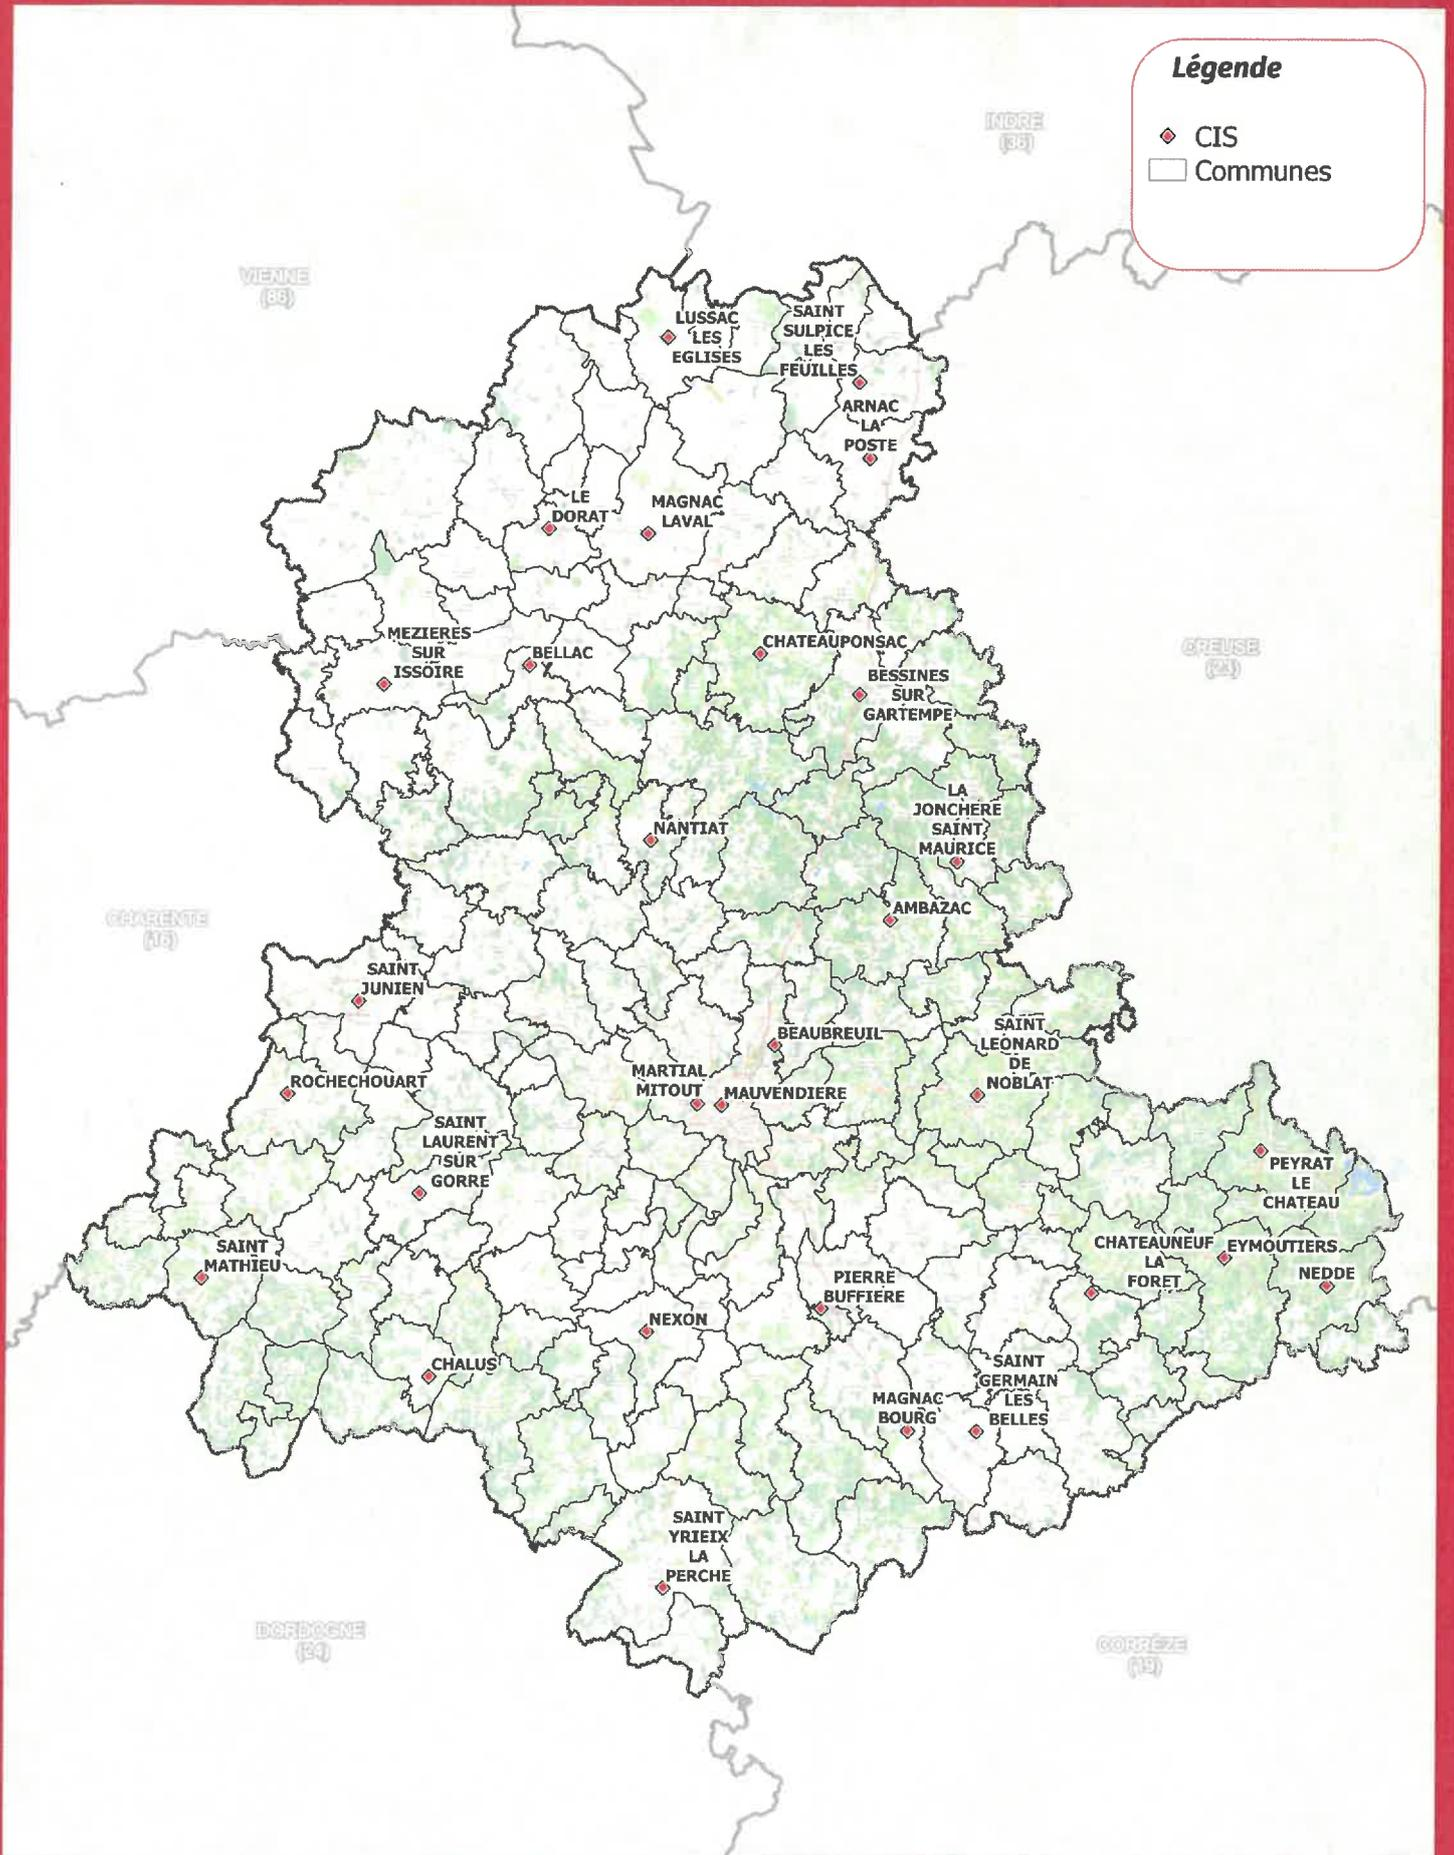 Légende
CIS
Communes
INDRE
(36)
VIENNE
(86)
LUSSAC
LES
EGLISES
SAINT
SULPICE
LES
FEUILLES
ARNAC
LA
POSTE
LE
DORAT
MAGNAC
LAVAL
MEZIERES
SUR
ISSOIRE
BELLAC
CHATEAUPONSAC
BESSINES
SUR
GARTEMPE
CREUSE
(23)
LA
JONCHERE
SAINT
MAURICE
NANTIAT
AMBAZAC
CHARENTE
(16)
SAINT
JUNIEN
BEAUBREUIL
SAINT
LEONARD
DE
NOBLAT
ROCHECHOUART
MARTIAL
MITOUT
MAUVENDIERE
SAINT
LAURENT
SUR
GORRE
PEYRAT
LE
CHATEAU
SAINT
MATHIEU
CHATEAUNEUF
LA
FORET
EYMOUTIERS
NEDDE
PIERRE
BUFFIERE
NEXON
CHALUS
SAINT
GERMAIN
LES
BELLES
MAGNAC
BOURG
SAINT
YRIEIX
LA
PERCHE
DORDOGNE
(24)
CORRÈZE
(19)